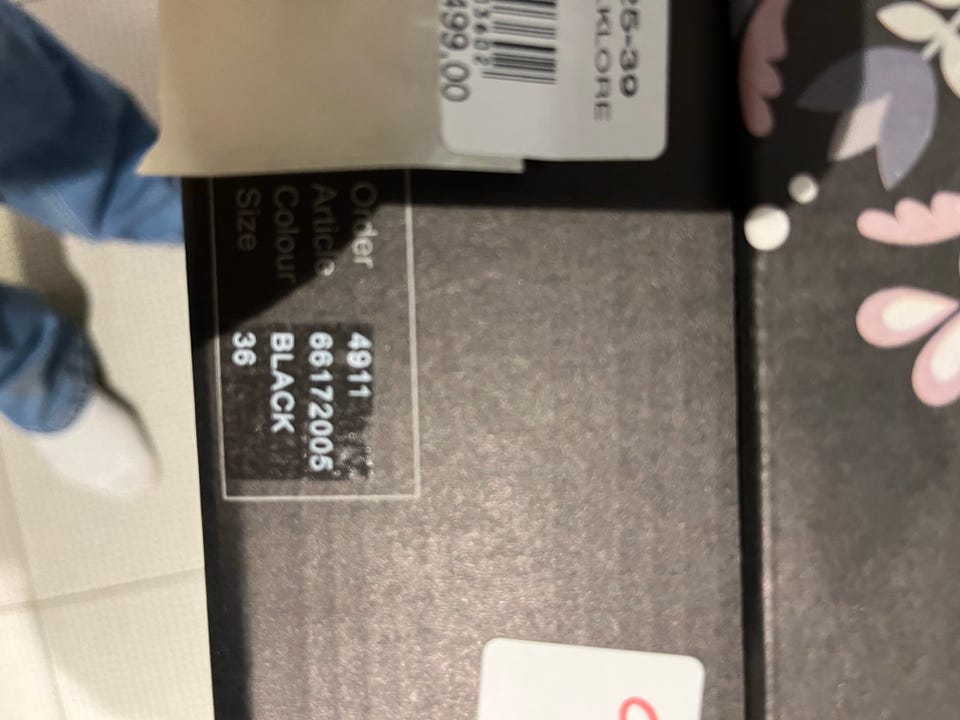 Order 4911
Article 66172005
Colour BLACK
Size 36
25-30
KLORE
499.00